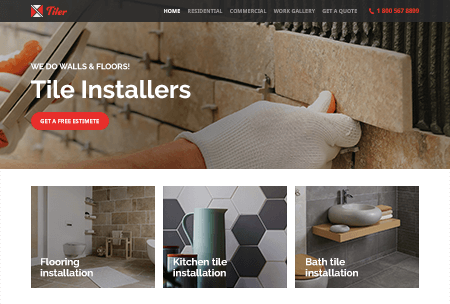 Tiler
HOME RESIDENTIAL COMMERCIAL WORK GALLERY GET A QUOTE 1 800 567 8899
WE DO WALLS & FLOORS!
Tile Installers
GET A FREE ESTIMETE
Flooring
installation
Kitchen tile
installation
Bath tile
installation